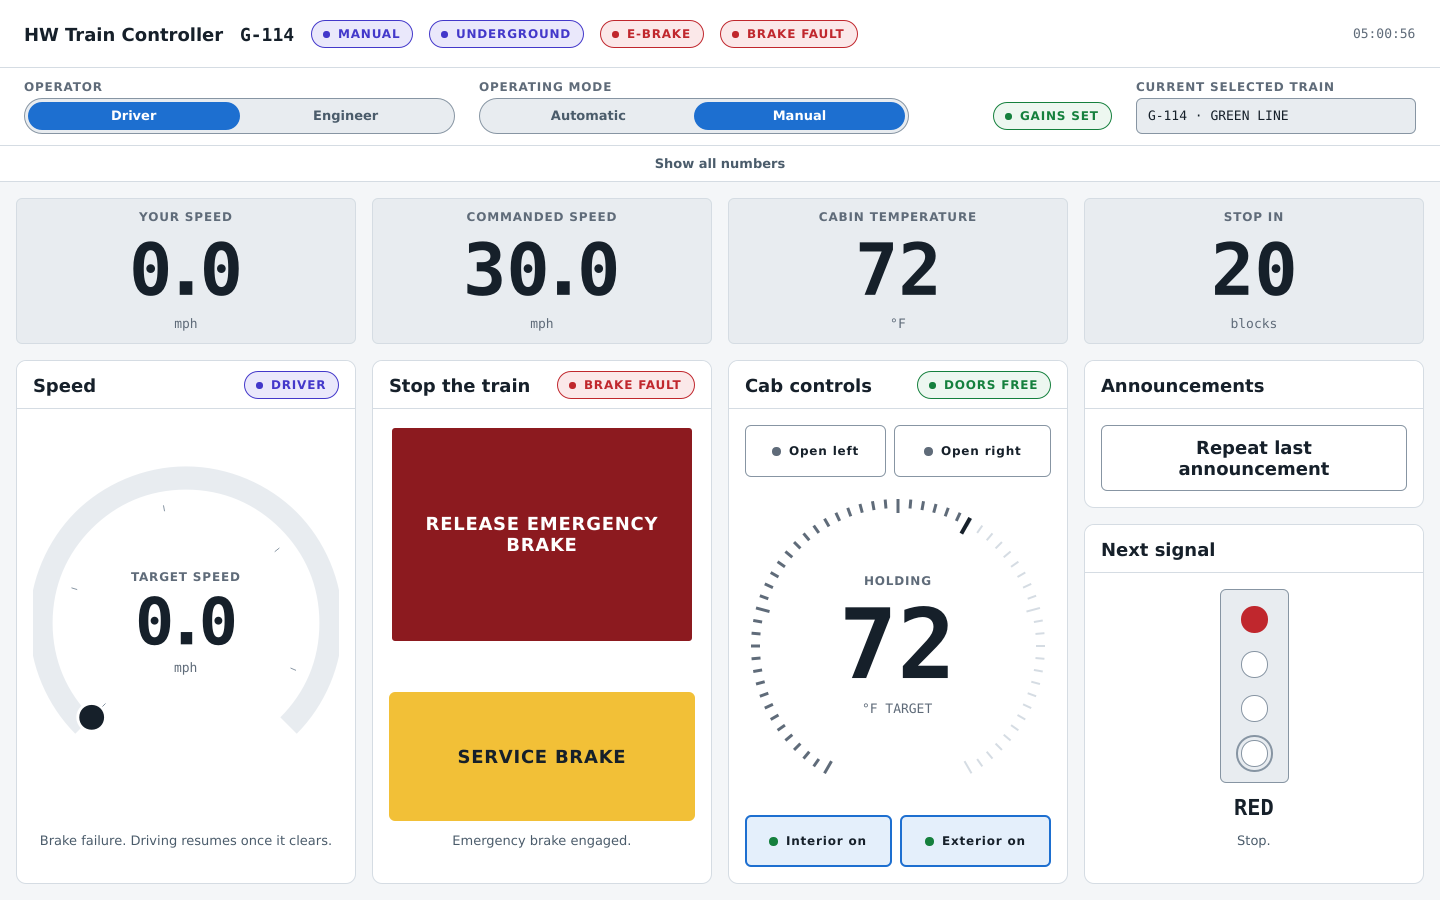 HW Train Controller G-114 MANUAL UNDERGROUND E-BRAKE BRAKE FAULT 05:00:56
OPERATOR OPERATING MODE CURRENT SELECTED TRAIN
Driver Engineer Automatic Manual GAINS SET G-114 · GREEN LINE
Show all numbers
YOUR SPEED
0.0
mph
COMMANDED SPEED
30.0
mph
CABIN TEMPERATURE
72
°F
STOP IN
20
blocks
Speed DRIVER
TARGET SPEED
0.0
mph
Brake failure. Driving resumes once it clears.
Stop the train BRAKE FAULT
RELEASE EMERGENCY
BRAKE
SERVICE BRAKE
Emergency brake engaged.
Cab controls DOORS FREE
Open left Open right
HOLDING
72
°F TARGET
Interior on Exterior on
Announcements
Repeat last
announcement
Next signal
RED
Stop.